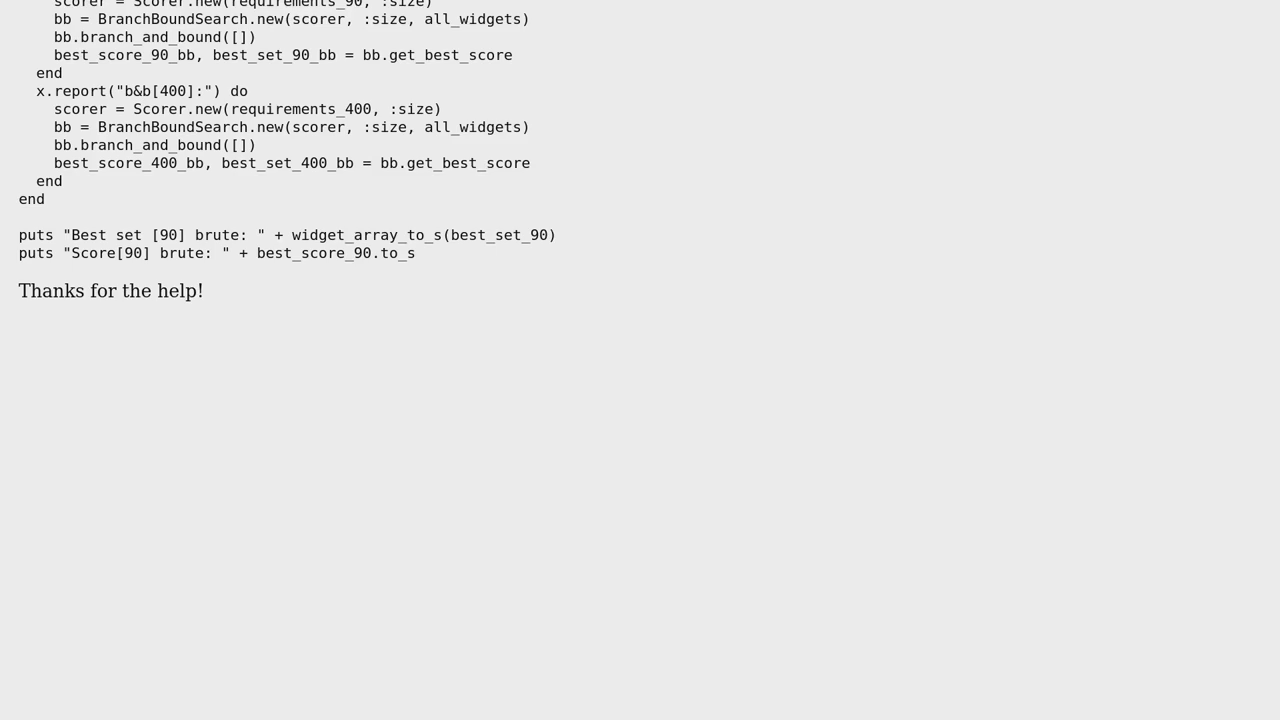 scorer = Scorer.new(requirements_90, :size)
bb = BranchBoundSearch.new(scorer, :size, all_widgets)
bb.branch_and_bound([])
best_score_90_bb, best_set_90_bb = bb.get_best_score
end
x.report("b&b[400]:") do
scorer = Scorer.new(requirements_400, :size)
bb = BranchBoundSearch.new(scorer, :size, all_widgets)
bb.branch_and_bound([])
best_score_400_bb, best_set_400_bb = bb.get_best_score
end
end
puts "Best set [90] brute: " + widget_array_to_s(best_set_90)
puts "Score[90] brute: " + best_score_90.to_s
Thanks for the help!